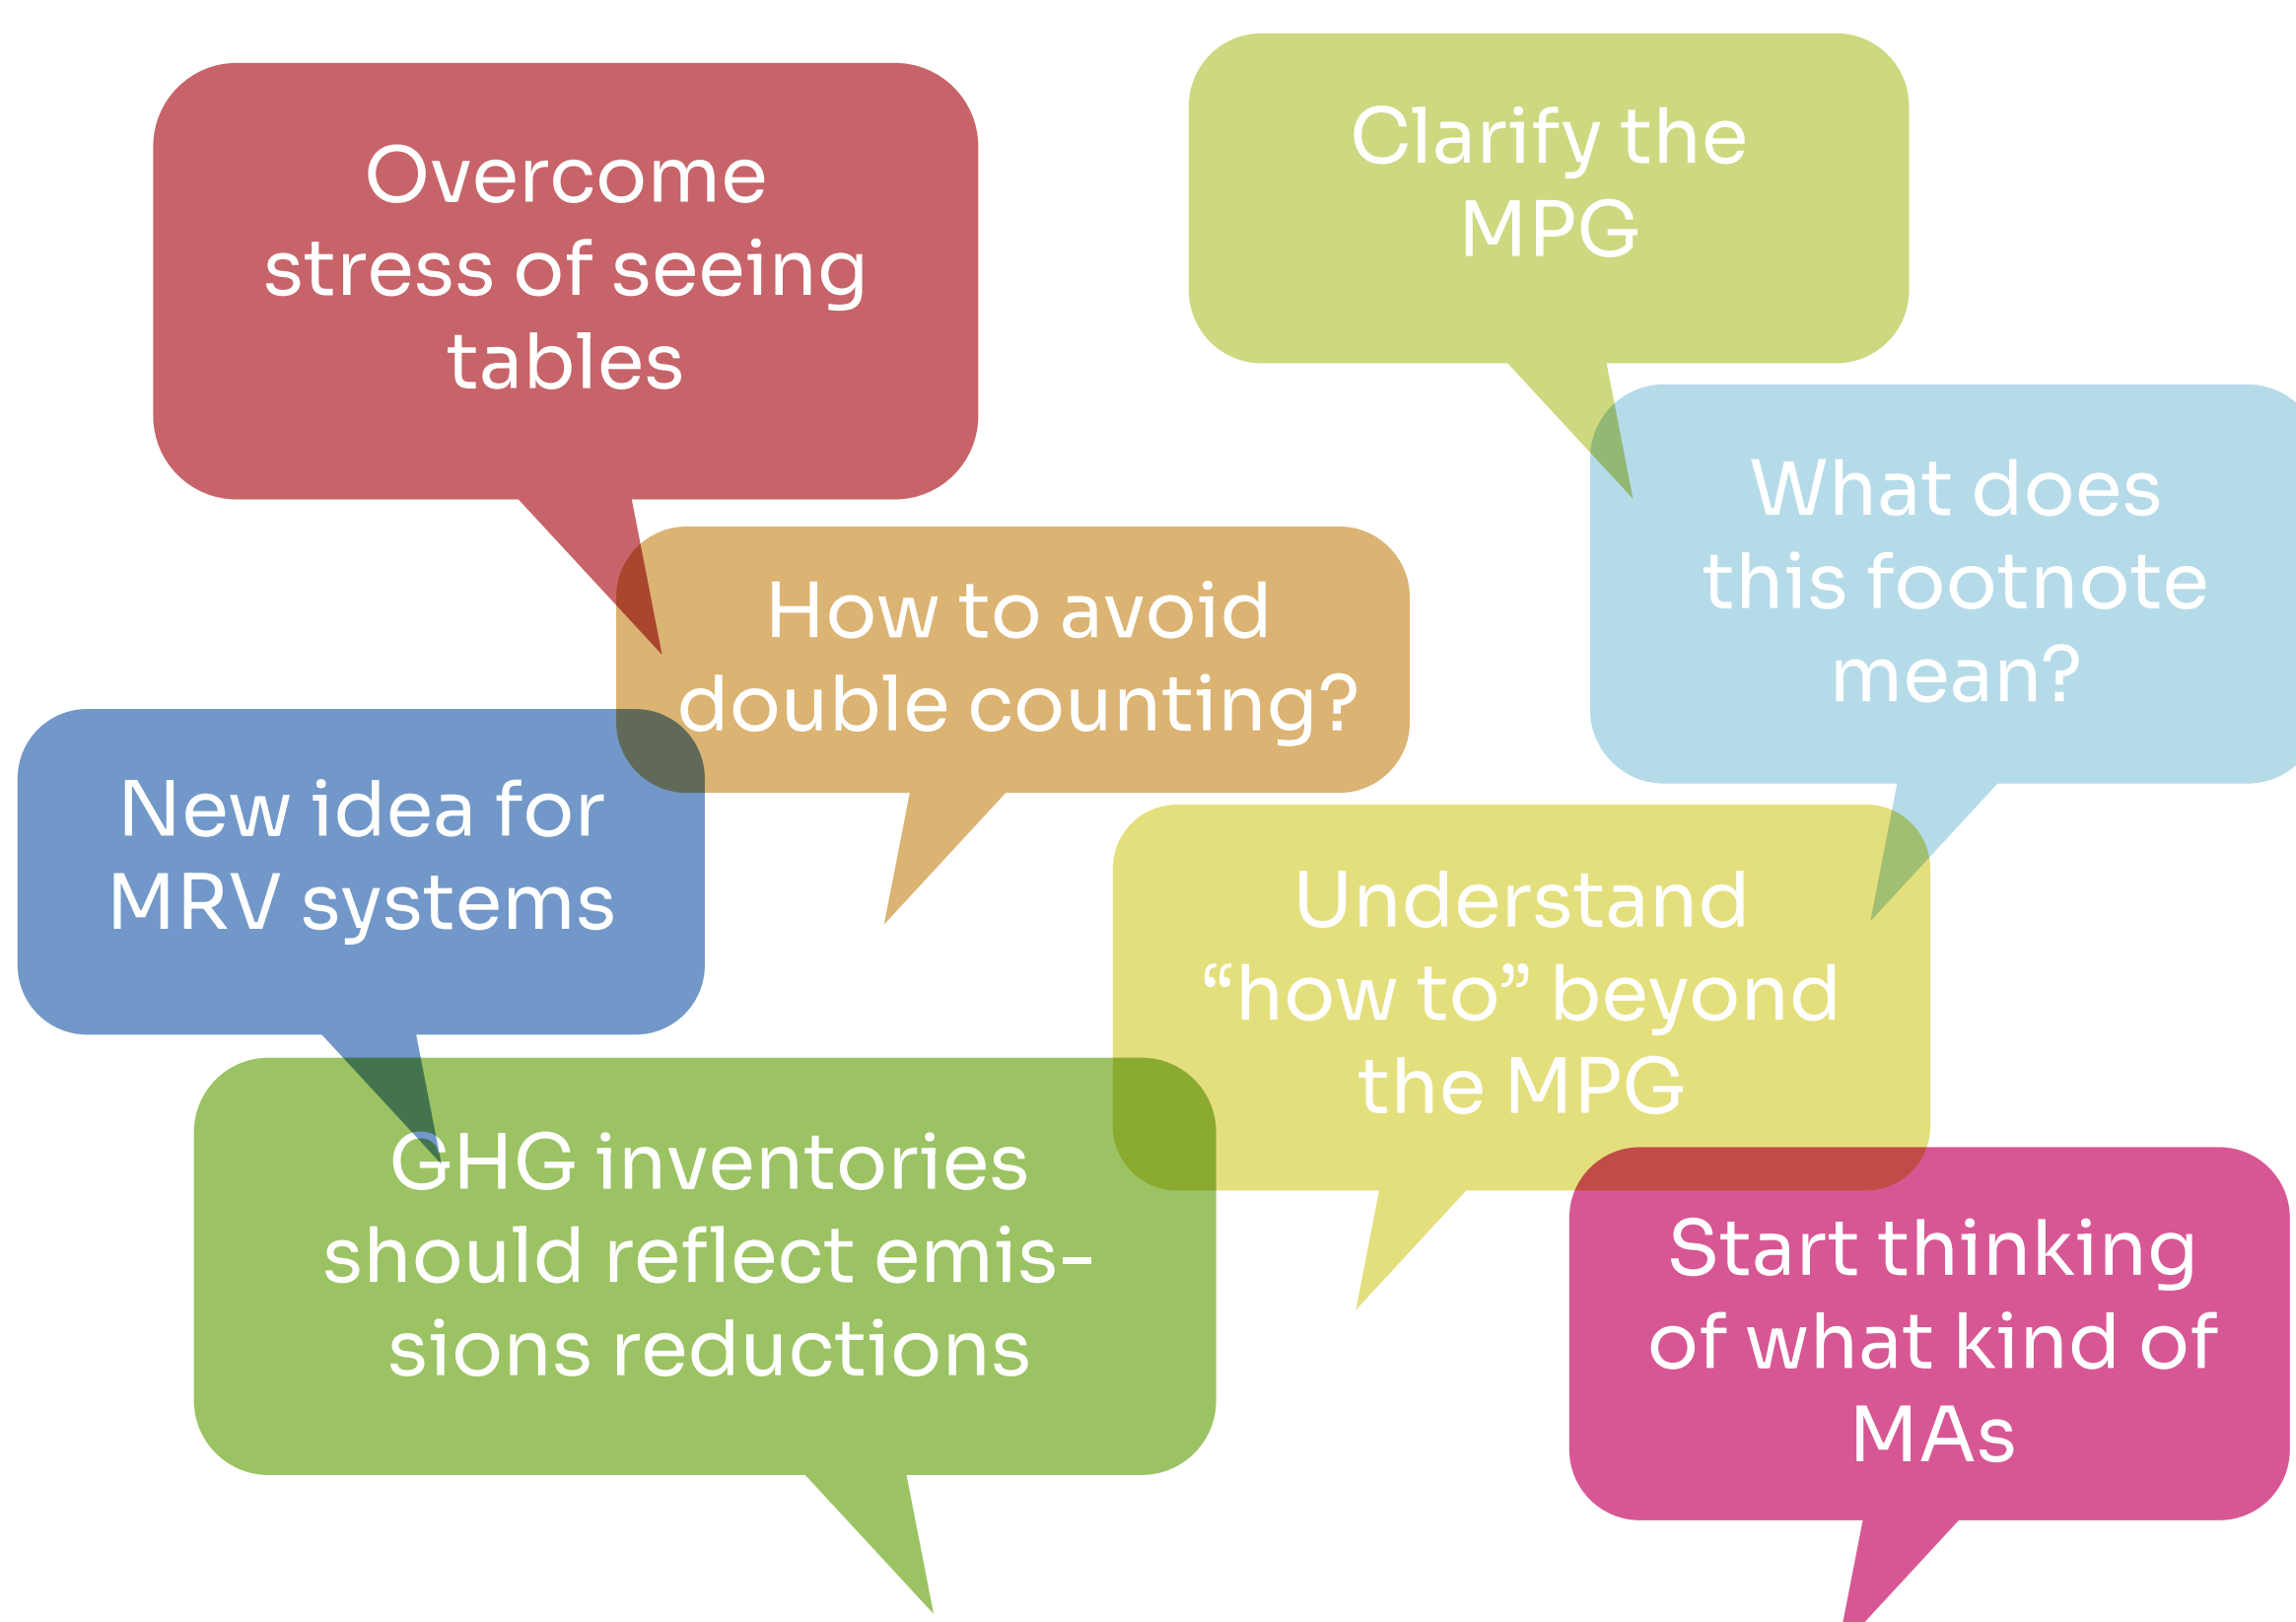 Overcome
stress of seeing
tables
Clarify the
MPG
What does
this footnote
mean?
How to avoid
double counting?
New idea for
MRV systems
Understand
“how to” beyond
the MPG
GHG inventories
should reflect emis-
sions reductions
Start thinking
of what kind of
MAs